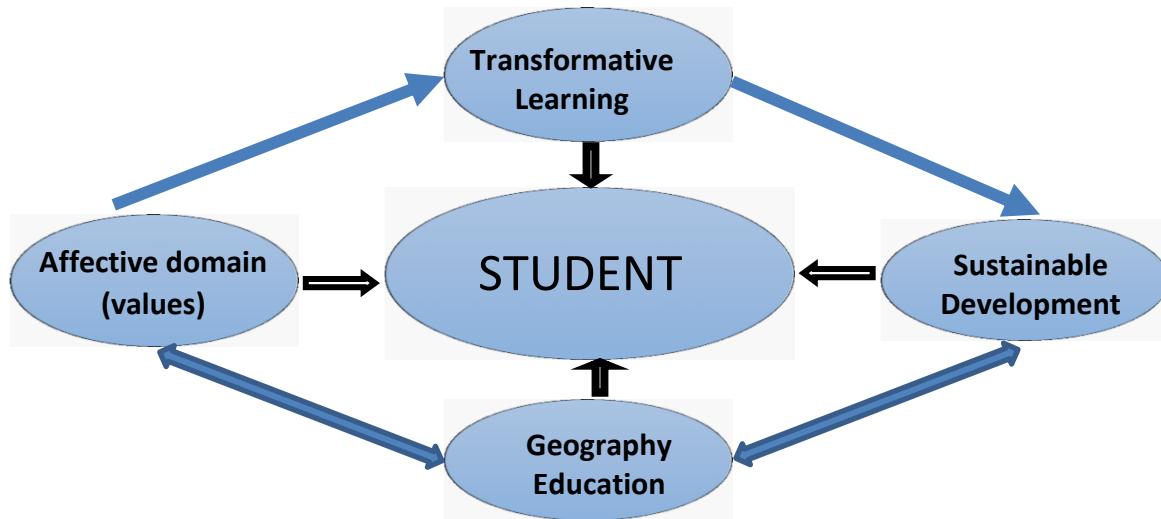 Transformative
Learning
Affective domain
(values)
STUDENT
Sustainable
Development
Geography
Education